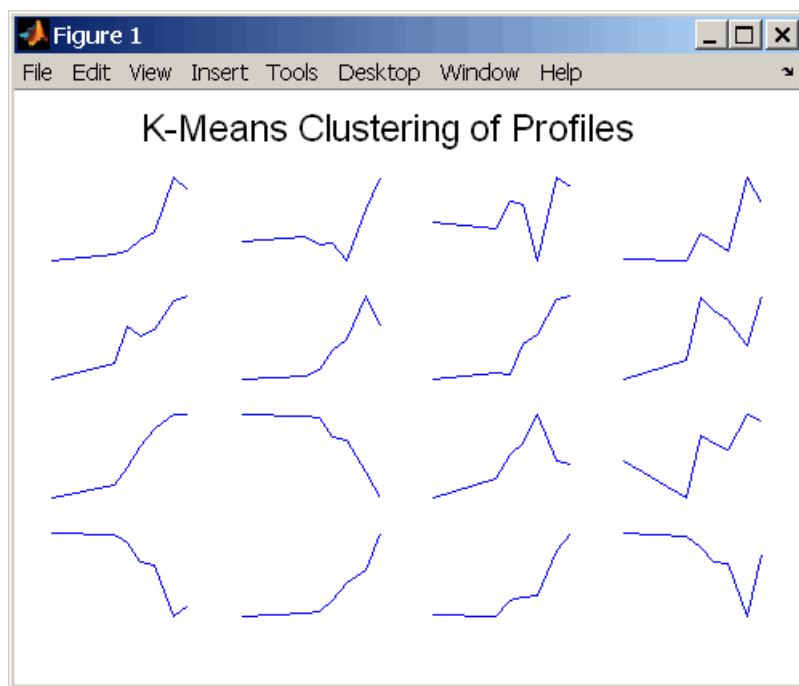 Figure 1
File Edit View Insert Tools Desktop Window Help
K-Means Clustering of Profiles